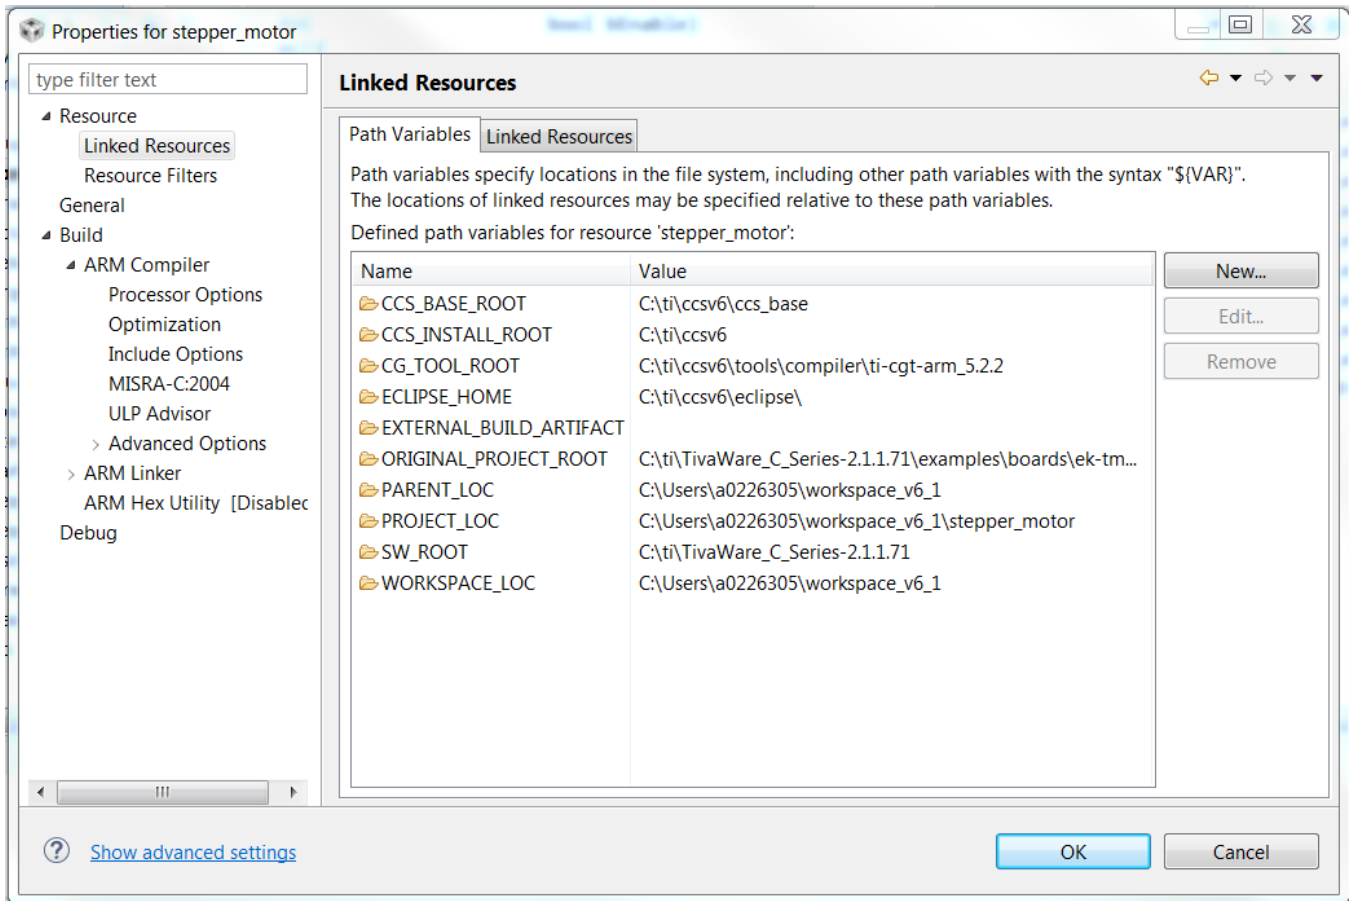 Properties for stepper_motor
type filter text
Resource
Linked Resources
Resource Filters
General
Build
ARM Compiler
Processor Options
Optimization
Include Options
MISRA-C:2004
ULP Advisor
Advanced Options
ARM Linker
ARM Hex Utility [Disablec
Debug
Linked Resources
Path Variables Linked Resources
Path variables specify locations in the file system, including other path variables with the syntax "${VAR}".
The locations of linked resources may be specified relative to these path variables.
Defined path variables for resource 'stepper_motor':
Name Value
CCS_BASE_ROOT C:\ti\ccsv6\ccs_base
CCS_INSTALL_ROOT C:\ti\ccsv6
CG_TOOL_ROOT C:\ti\ccsv6\tools\compiler\ti-cgt-arm_5.2.2
ECLIPSE_HOME C:\ti\ccsv6\eclipse\
EXTERNAL_BUILD_ARTIFACT
ORIGINAL_PROJECT_ROOT C:\ti\TivaWare_C_Series-2.1.1.71\examples\boards\ek-tm...
PARENT_LOC C:\Users\a0226305\workspace_v6_1
PROJECT_LOC C:\Users\a0226305\workspace_v6_1\stepper_motor
SW_ROOT C:\ti\TivaWare_C_Series-2.1.1.71
WORKSPACE_LOC C:\Users\a0226305\workspace_v6_1
New...
Edit...
Remove
Show advanced settings
OK
Cancel